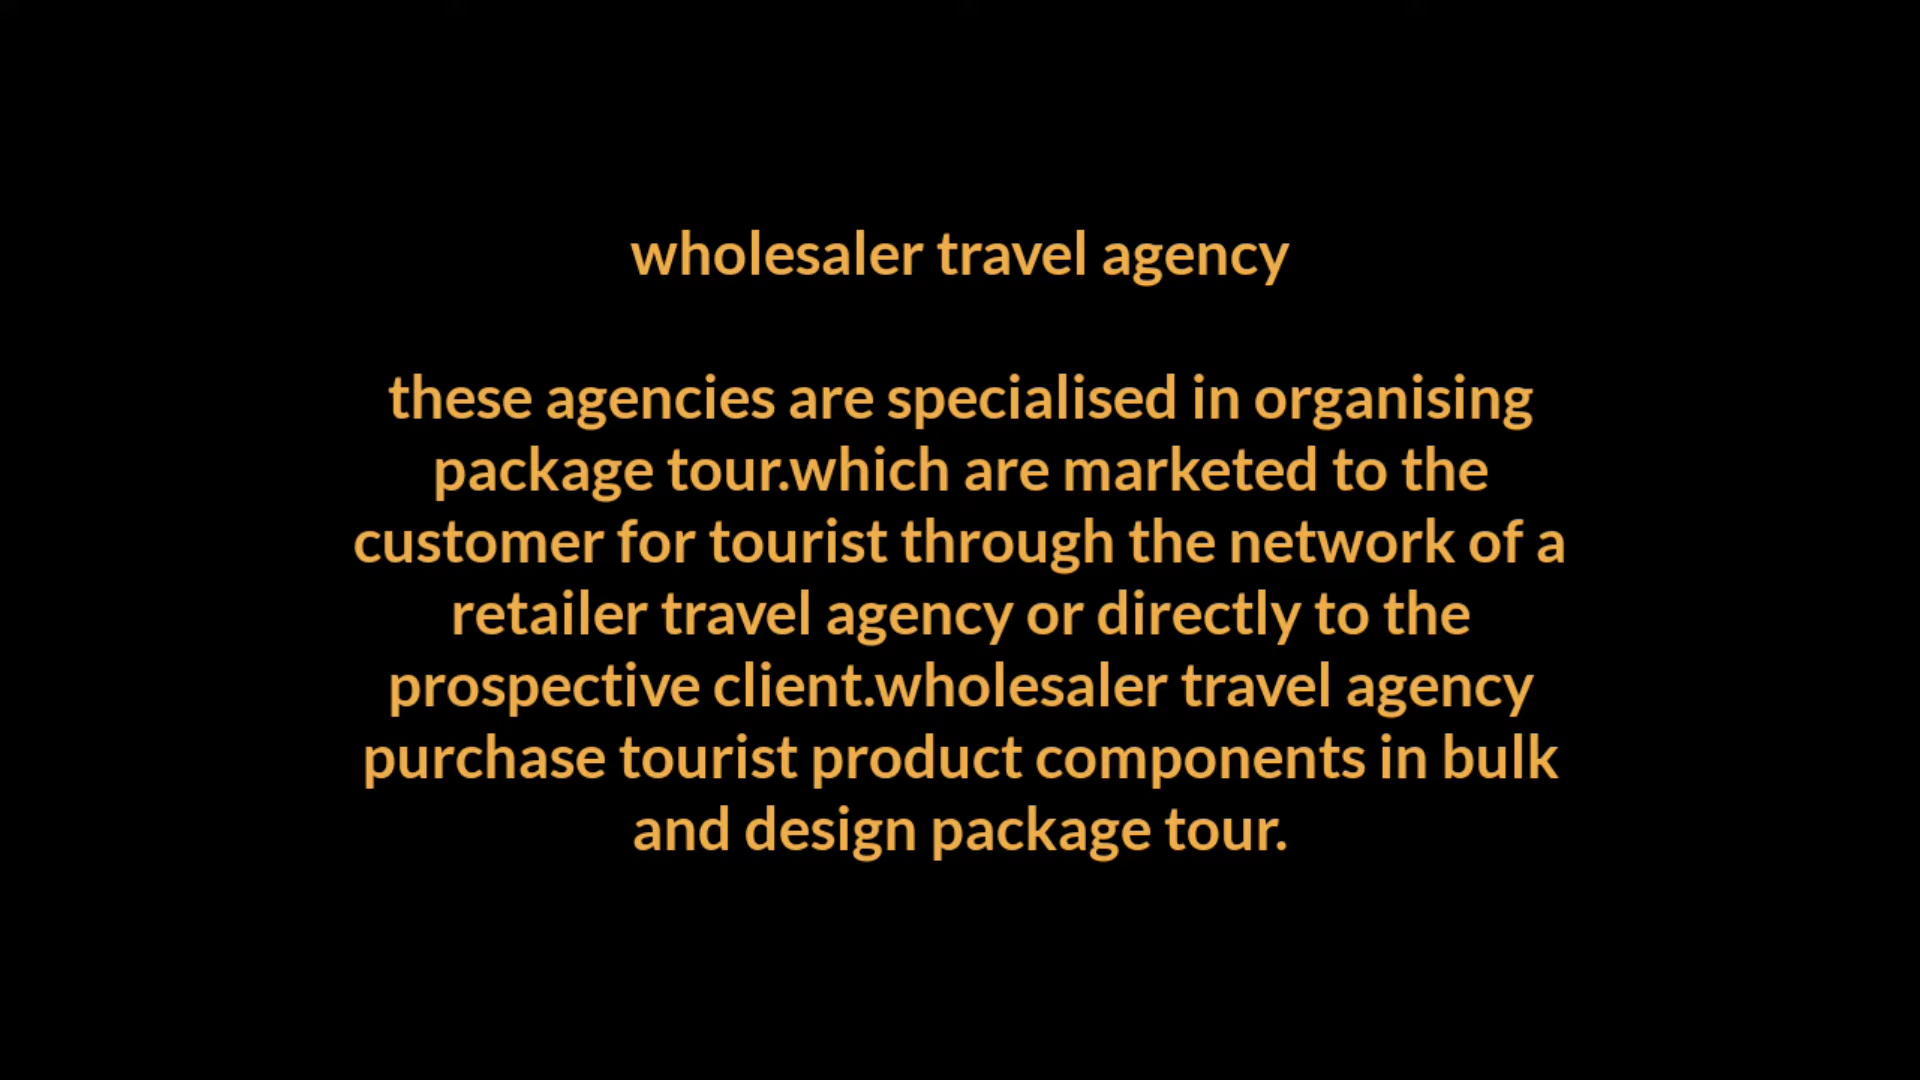 wholesaler travel agency
these agencies are specialised in organising
package tour.which are marketed to the
customer for tourist through the network of a
retailer travel agency or directly to the
prospective client.wholesaler travel agency
purchase tourist product components in bulk
and design package tour.